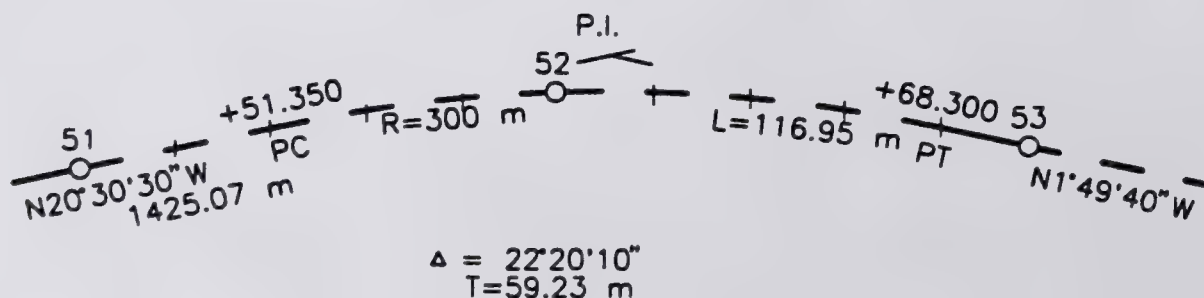 P.I.
52
+51.350
51
R=300 m
PC
N20°30'30"W
1425.07 m
+68.300
53
L=116.95 m
PT
N1°49'40"W
Δ = 22°20'10"
T=59.23 m